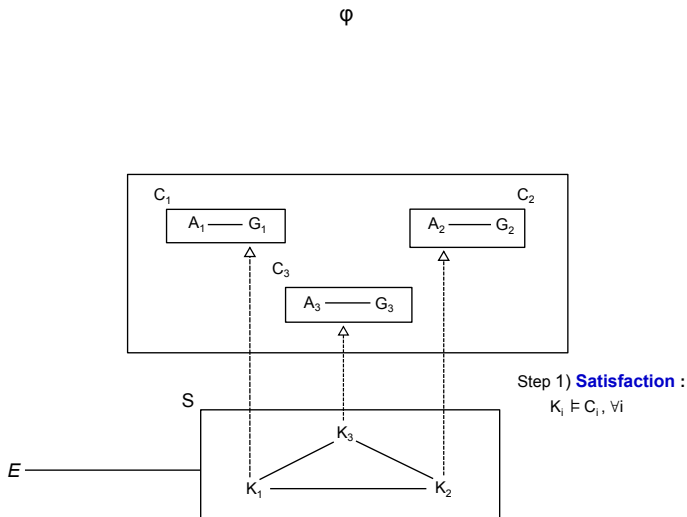 φ
C₁ C₂
A₁ G₁ A₂ G₂
C₃
A₃ G₃
Step 1) Satisfaction :
Kᵢ ⊧ Cᵢ , ∀i
S
K₃
E
K₁ K₂